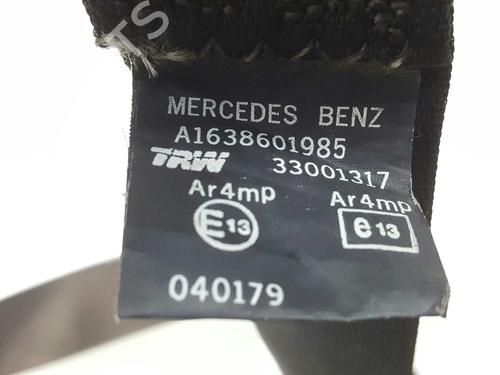 MERCEDES BENZ
A1638601985
TRW 33001317
Ar4mp Ar4mp
E13 e13
040179